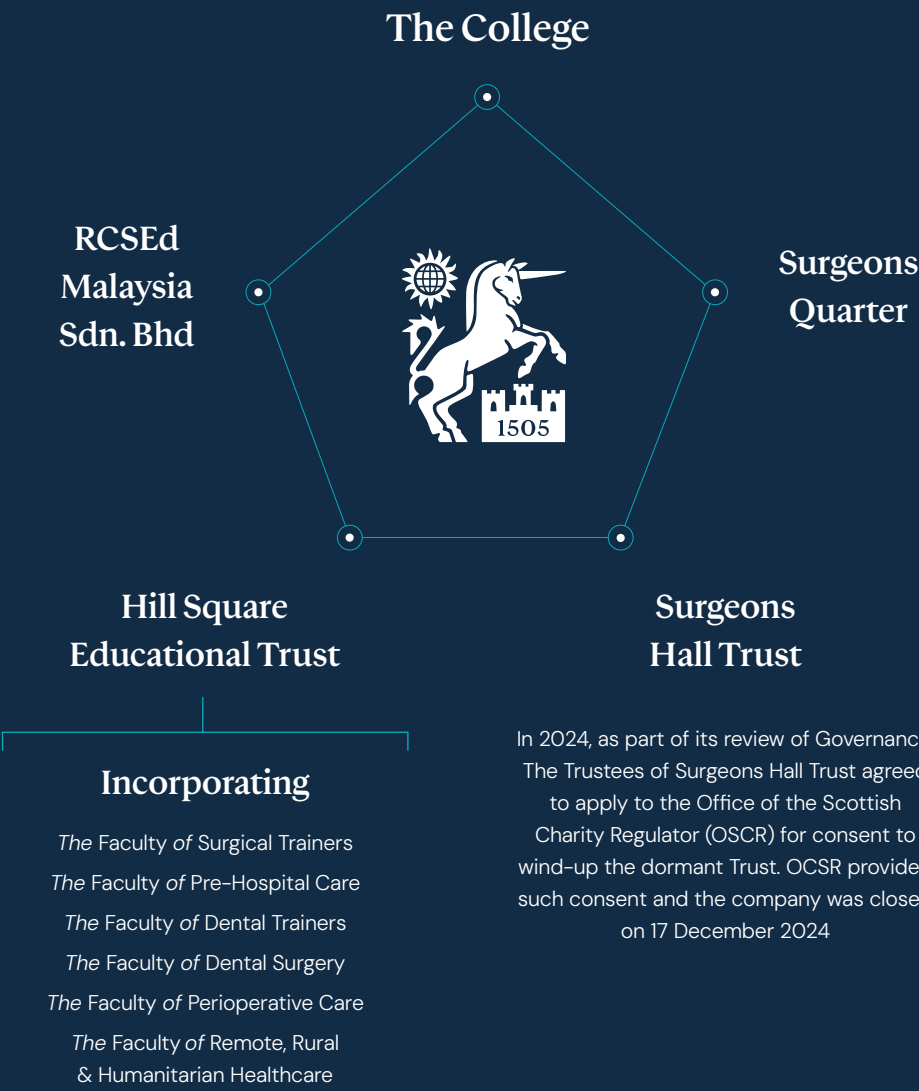 The College
RCSEd
Malaysia
Sdn. Bhd
Surgeons
Quarter
1505
Hill Square
Educational Trust
Incorporating
The Faculty of Surgical Trainers
The Faculty of Pre-Hospital Care
The Faculty of Dental Trainers
The Faculty of Dental Surgery
The Faculty of Perioperative Care
The Faculty of Remote, Rural
& Humanitarian Healthcare
Surgeons
Hall Trust
In 2024, as part of its review of
The Trustees of Surgeons Hall Trust
to apply to the Office of the Scottish
Charity Regulator (OSCR) for consent to
wind-up the dormant Trust. OCSR
such consent and the company was
on 17 December 2024